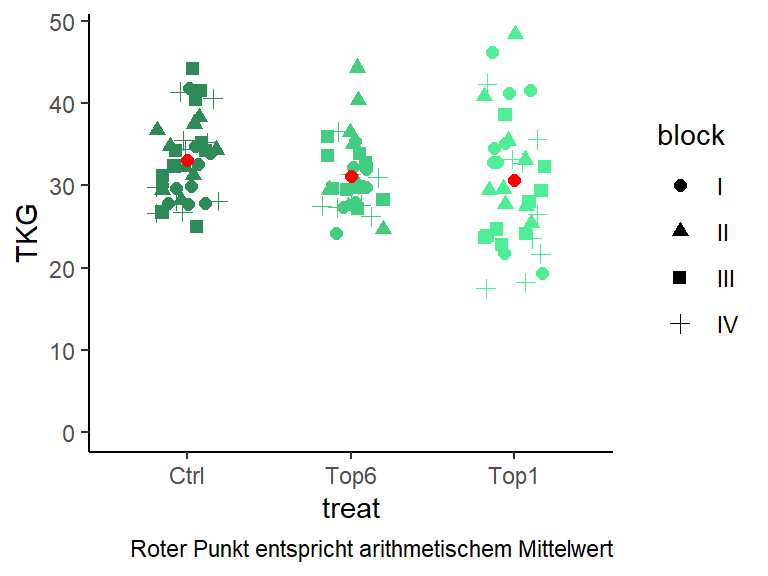 50
40
30
20
10
0
TKG
Ctrl
Top6
Top1
treat
Roter Punkt entspricht arithmetischem Mittelwert
block
I
II
III
IV